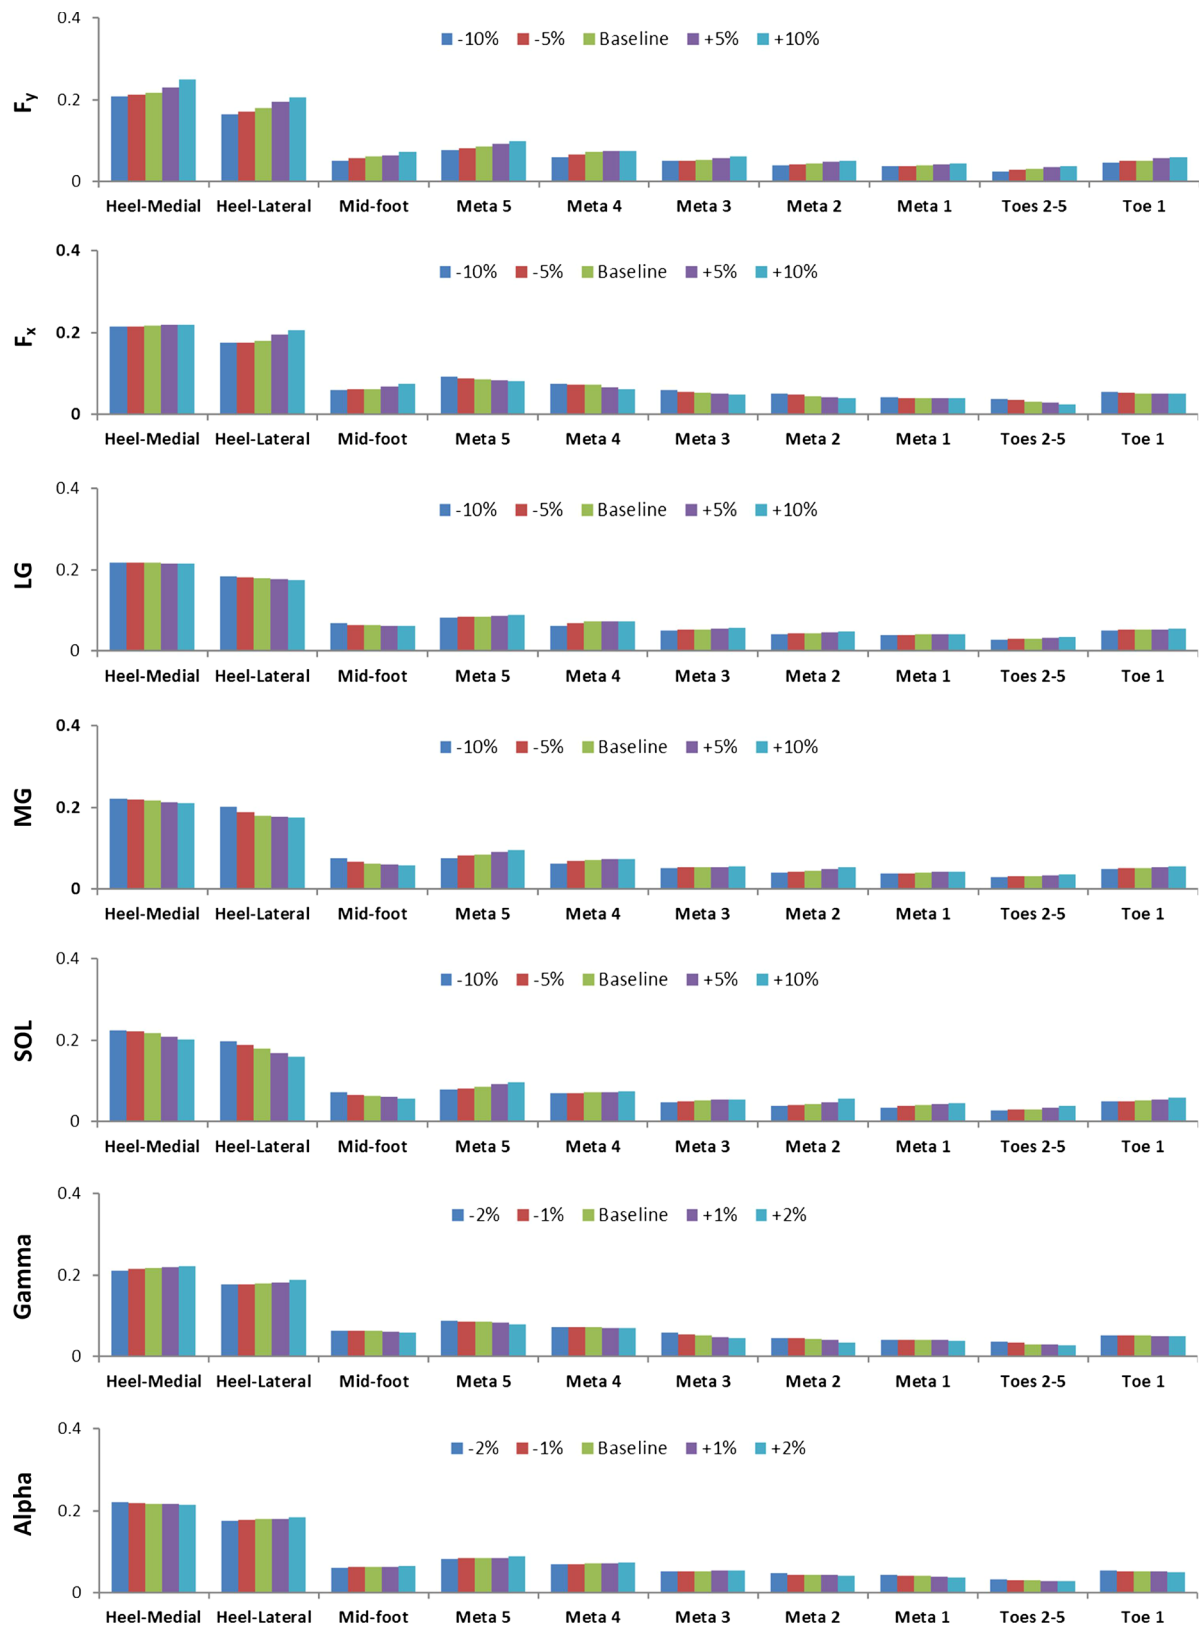 0.4
-10% -5% Baseline +5% +10%
Fy
0.2
0
Heel-Medial Heel-Lateral Mid-foot Meta 5 Meta 4 Meta 3 Meta 2 Meta 1 Toes 2-5 Toe 1
0.4
-10% -5% Baseline +5% +10%
Fx
0.2
0
Heel-Medial Heel-Lateral Mid-foot Meta 5 Meta 4 Meta 3 Meta 2 Meta 1 Toes 2-5 Toe 1
0.4
-10% -5% Baseline +5% +10%
LG
0.2
0
Heel-Medial Heel-Lateral Mid-foot Meta 5 Meta 4 Meta 3 Meta 2 Meta 1 Toes 2-5 Toe 1
0.4
-10% -5% Baseline +5% +10%
MG
0.2
0
Heel-Medial Heel-Lateral Mid-foot Meta 5 Meta 4 Meta 3 Meta 2 Meta 1 Toes 2-5 Toe 1
0.4
-10% -5% Baseline +5% +10%
SOL
0.2
0
Heel-Medial Heel-Lateral Mid-foot Meta 5 Meta 4 Meta 3 Meta 2 Meta 1 Toes 2-5 Toe 1
0.4
-2% -1% Baseline +1% +2%
Gamma
0.2
0
Heel-Medial Heel-Lateral Mid-foot Meta 5 Meta 4 Meta 3 Meta 2 Meta 1 Toes 2-5 Toe 1
0.4
-2% -1% Baseline +1% +2%
Alpha
0.2
0
Heel-Medial Heel-Lateral Mid-foot Meta 5 Meta 4 Meta 3 Meta 2 Meta 1 Toes 2-5 Toe 1